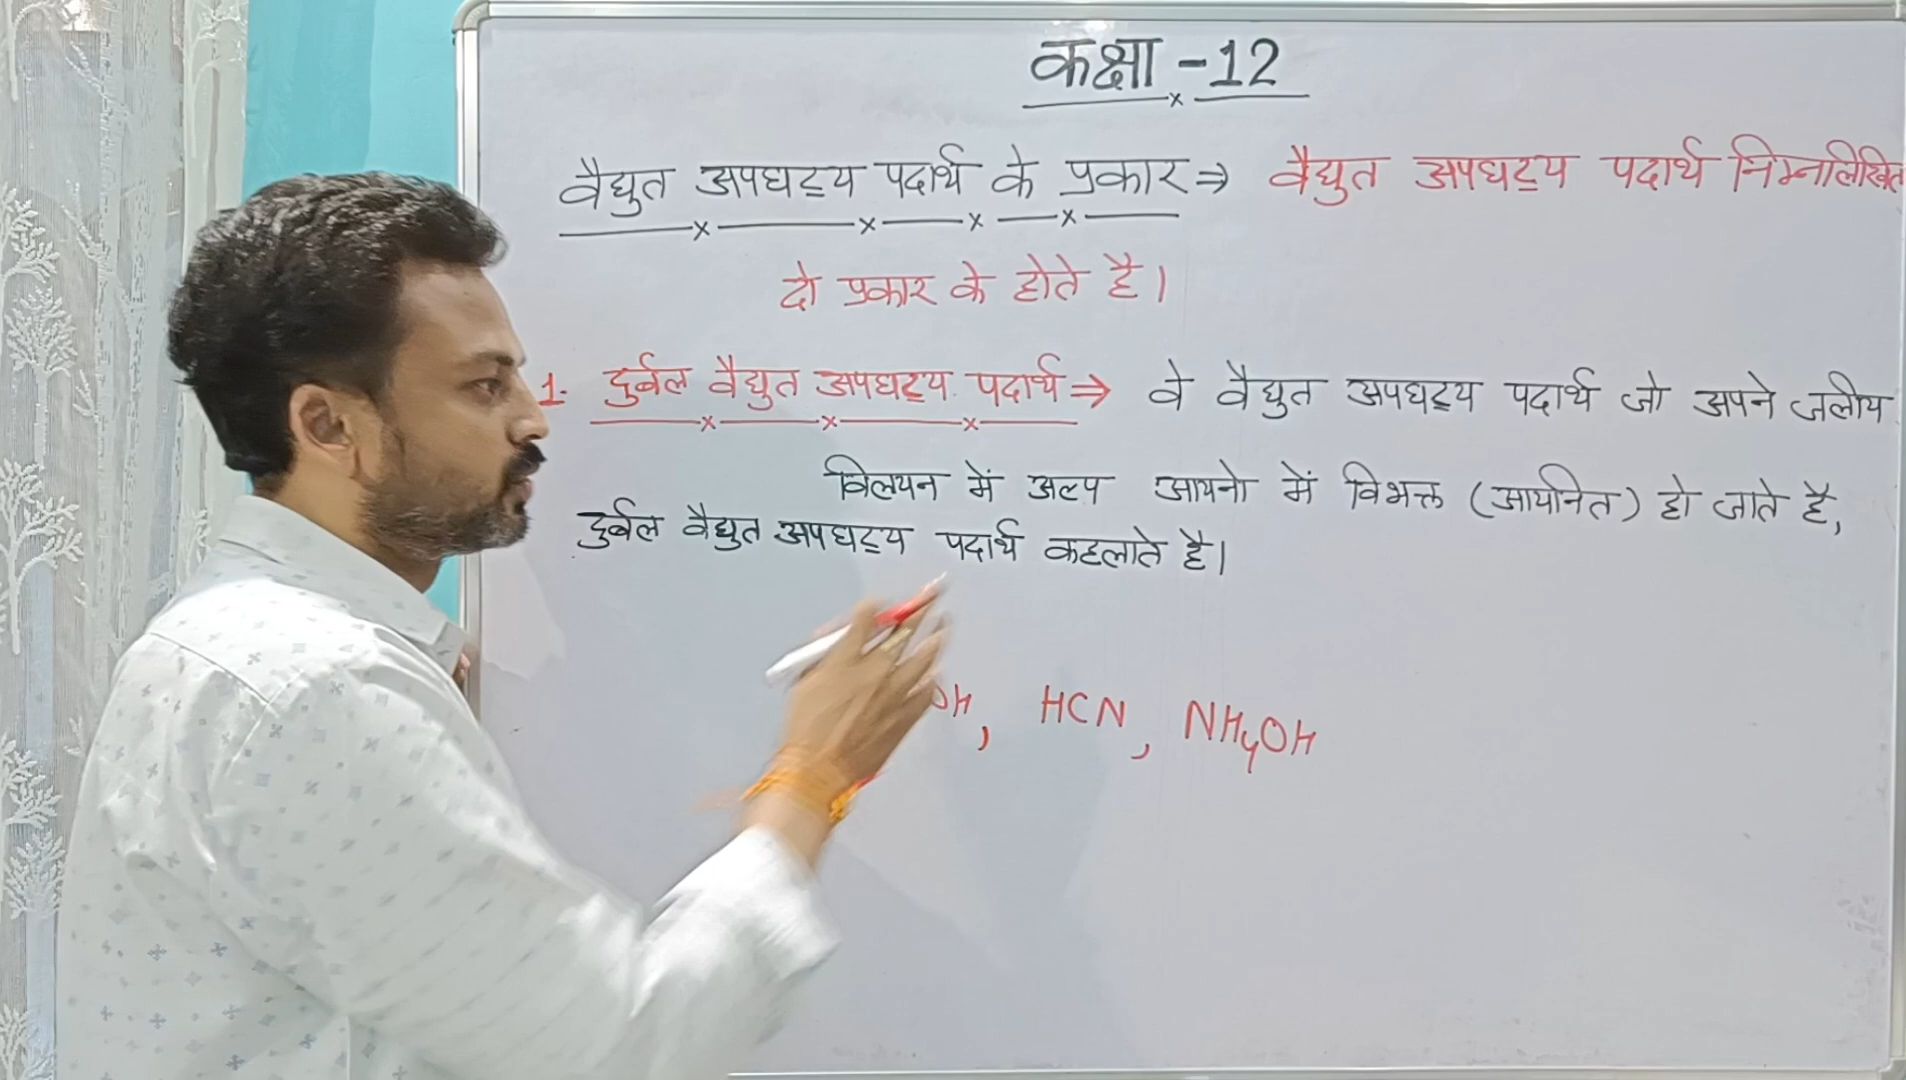 कक्षा -12
वैद्युत अपघट्य पदार्थ के प्रकार ⇒ वैद्युत अपघट्य पदार्थ निम्नलिखित
दो प्रकार के होते है।
1. दुर्बल वैद्युत अपघट्य पदार्थ ⇒ वे वैद्युत अपघट्य पदार्थ जो अपने जलीय
विलयन में अल्प आयनो में विभक्त (आयनित) हो जाते है,
दुर्बल वैद्युत अपघट्य पदार्थ कहलाते है।
OH, HCN, NH4OH